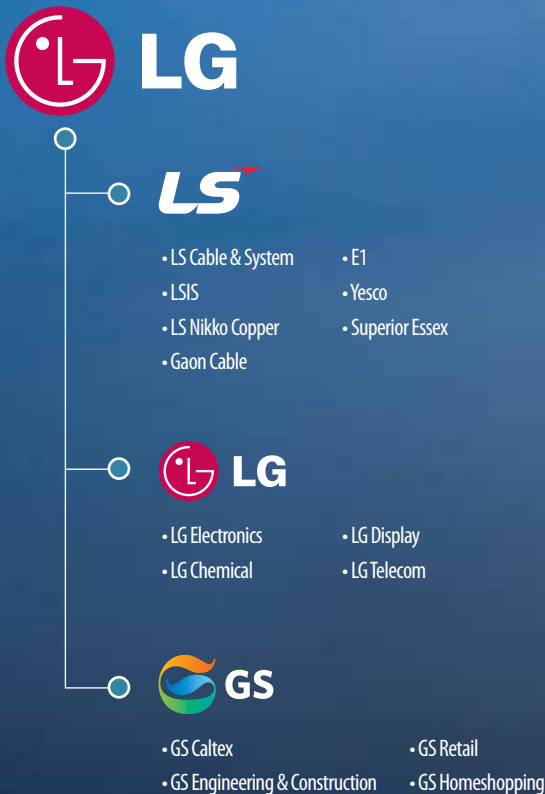 LG
LS
• LS Cable & System
• E1
• LSIS
• Yesco
• LS Nikko Copper
• Superior Essex
• Gaon Cable
LG
• LG Electronics
• LG Display
• LG Chemical
• LG Telecom
GS
• GS Caltex
• GS Retail
• GS Engineering & Construction
• GS Homeshopping